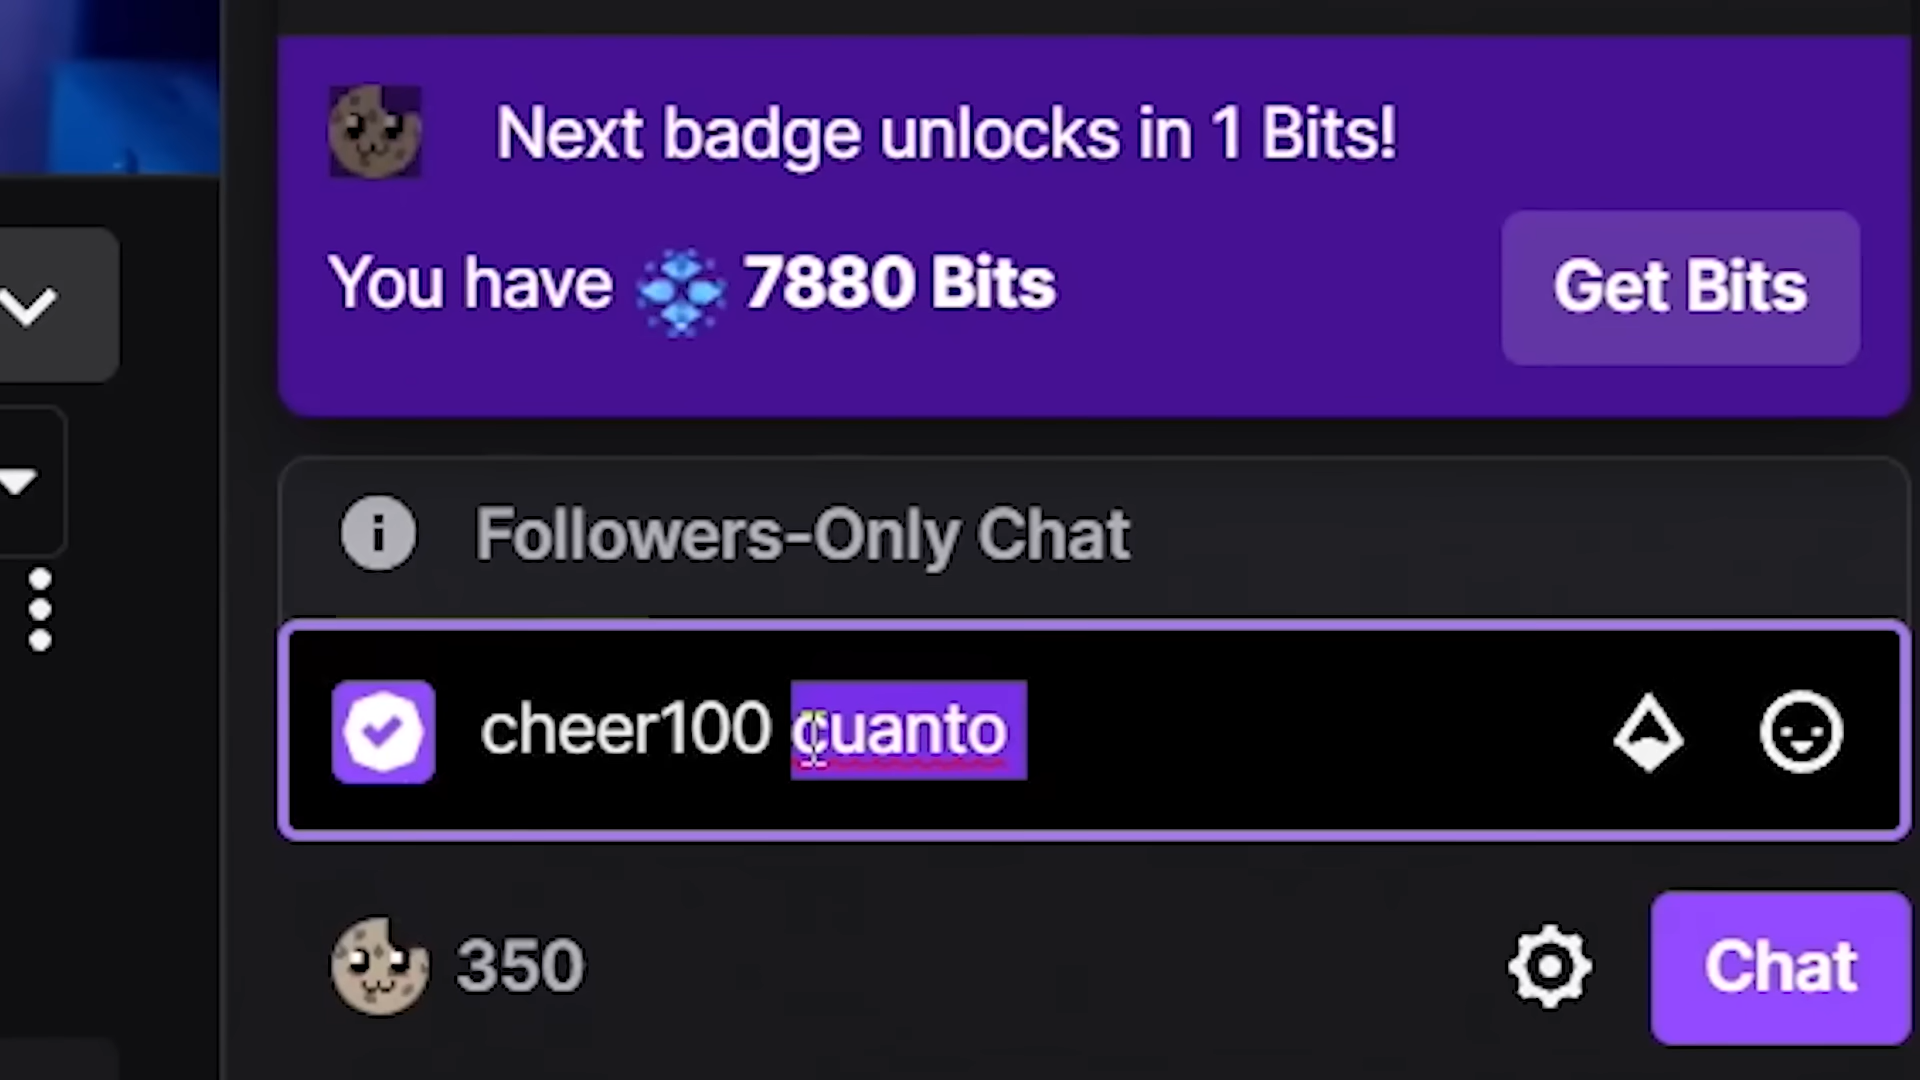 Next badge unlocks in 1 Bits!
You have 7880 Bits
Get Bits
Followers-Only Chat
cheer100 cuanto
350
Chat